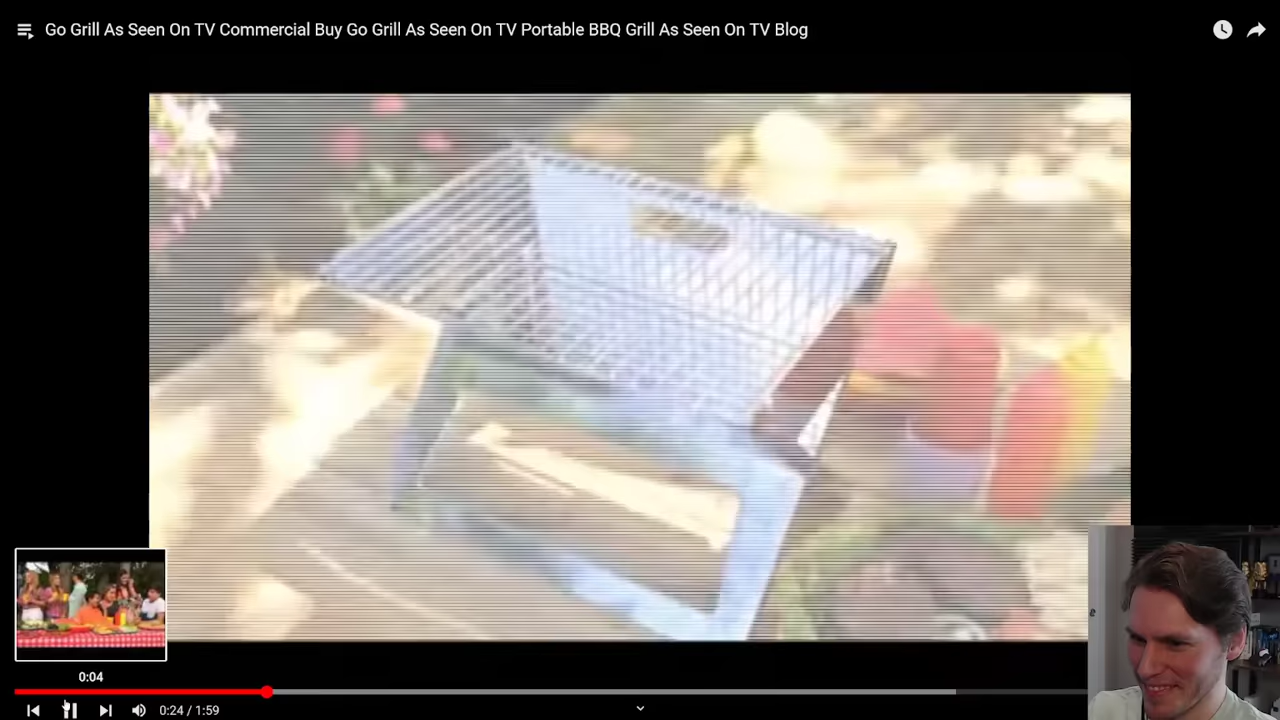 Go Grill As Seen On TV Commercial Buy Go Grill As Seen On TV Portable BBQ Grill As Seen On TV Blog
0:04
0:24 / 1:59